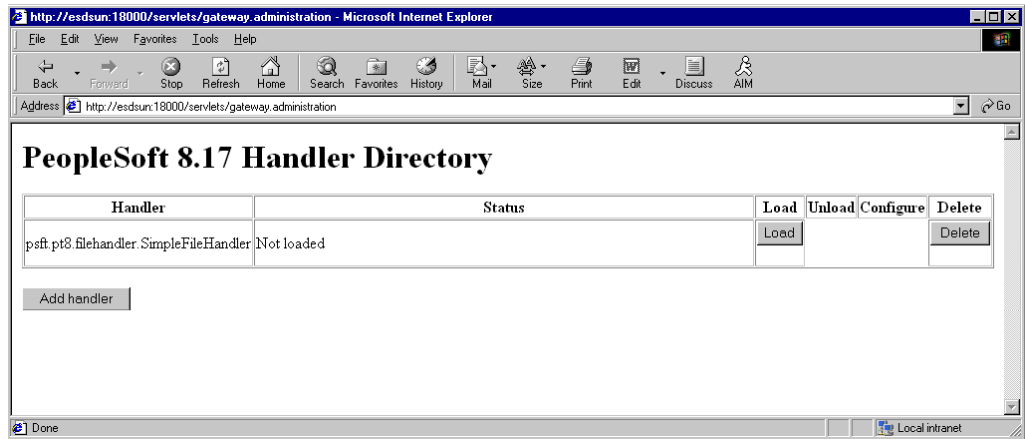 http://esdsun:18000/servlets/gateway.administration - Microsoft Internet Explorer
File Edit View Favorites Tools Help
Back Forward Stop Refresh Home Search Favorites History Mail Size Print Edit Discuss AIM
Address http://esdsun:18000/servlets/gateway.administration Go
PeopleSoft 8.17 Handler Directory
Handler Status Load Unload Configure Delete
psft.pt8.filehandler.SimpleFileHandler Not loaded Load Delete
Add handler
Done Local intranet